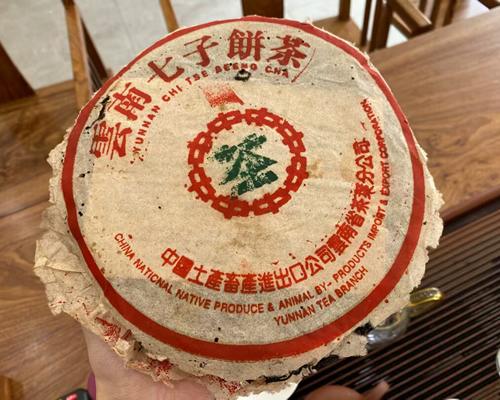 雲南七子餅茶
YUNNAN CHI TSE BEENG CHA
茶
中國土產畜產進出口公司雲南省茶葉分公司
CHINA NATIONAL NATIVE PRODUCE & ANIMAL BY-PRODUCTS IMPORT & EXPORT CORPORATION
YUNNAN TEA BRANCH